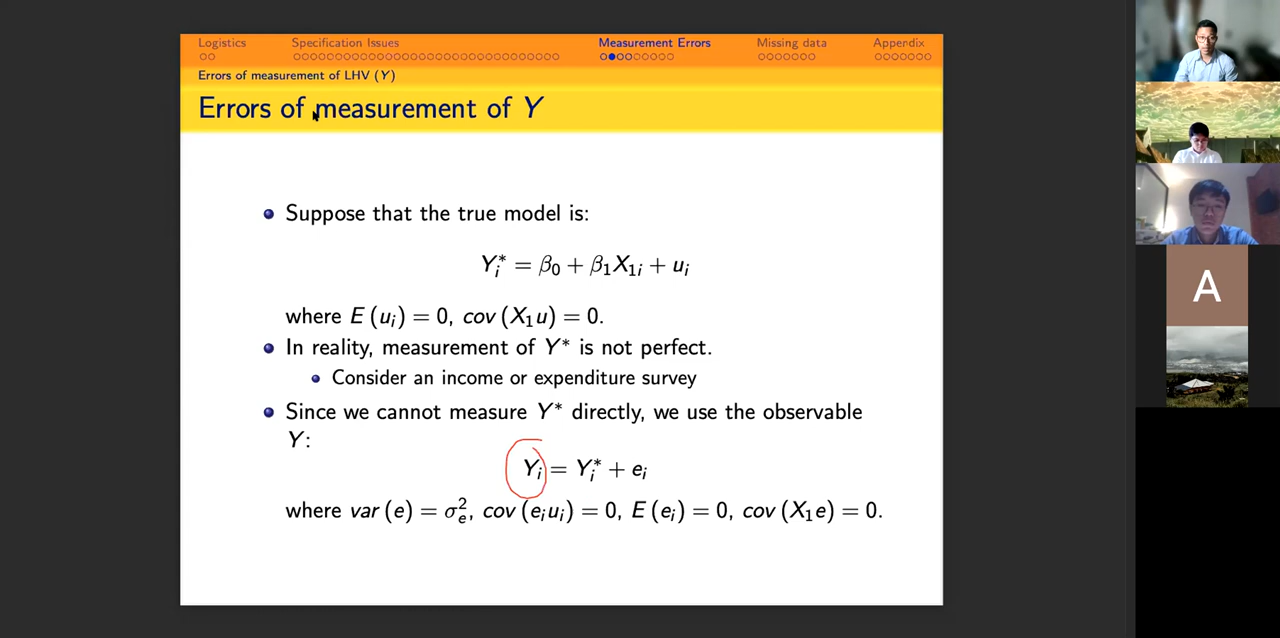 Logistics Specification Issues Measurement Errors Missing data Appendix
Errors of measurement of LHV (Y)
Errors of measurement of Y
Suppose that the true model is:
Y*ᵢ = β₀ + β₁X₁ᵢ + uᵢ
where E (uᵢ) = 0, cov (X₁u) = 0.
In reality, measurement of Y* is not perfect.
Consider an income or expenditure survey
Since we cannot measure Y* directly, we use the observable
Y:
Yᵢ = Y*ᵢ + eᵢ
where var (e) = σ²ₑ, cov (eᵢuᵢ) = 0, E (eᵢ) = 0, cov (X₁e) = 0.
A